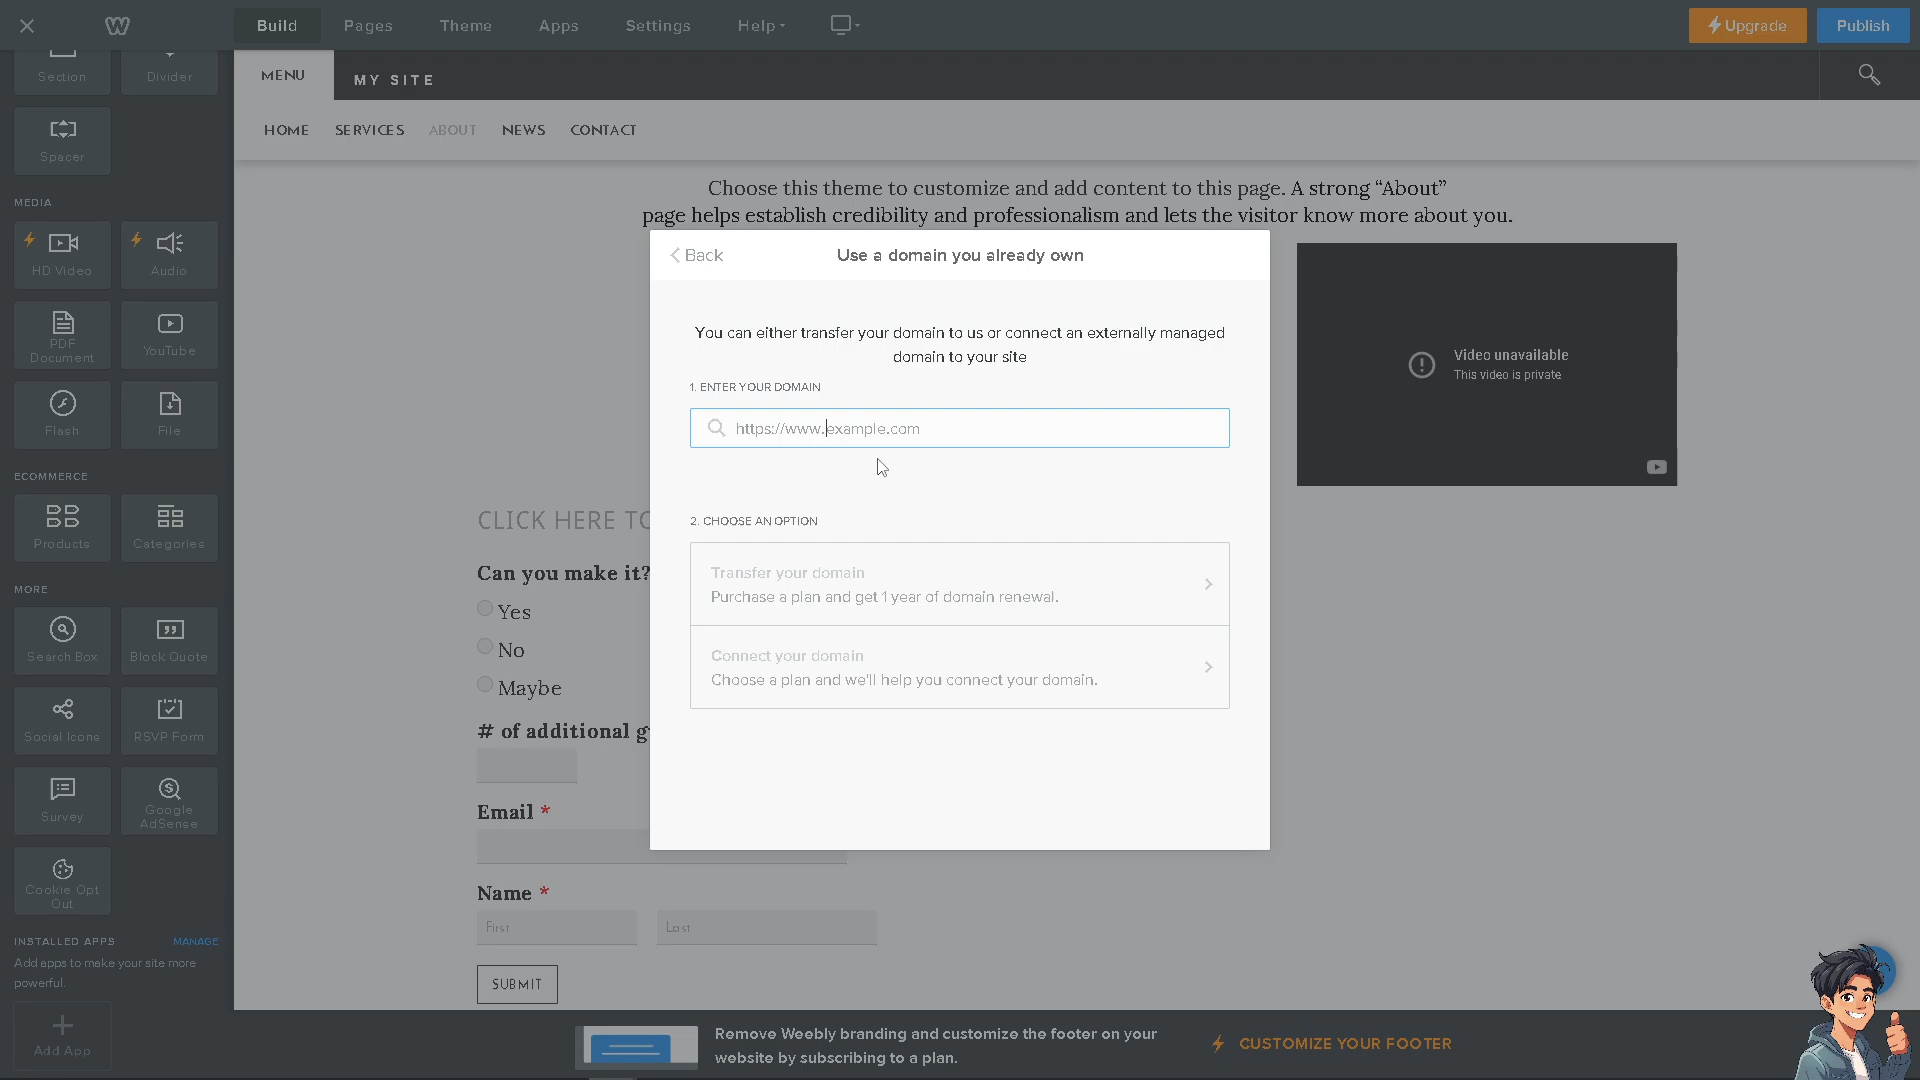 Build
Pages
Theme
Apps
Settings
Help
Upgrade
Publish
Section
Divider
Spacer
MEDIA
HD Video
Audio
PDF
Document
YouTube
Flash
File
ECOMMERCE
Products
Categories
MORE
Search Box
Block Quote
Social Icons
RSVP Form
Survey
Google
AdSense
Cookie Opt
Out
INSTALLED APPS
MANAGE
Add apps to make your site more
powerful.
Add App
MENU
MY SITE
HOME
SERVICES
ABOUT
NEWS
CONTACT
Choose this theme to customize and add content to this page. A strong “About”
page helps establish credibility and professionalism and lets the visitor know more about you.
Back
Use a domain you already own
You can either transfer your domain to us or connect an externally managed
domain to your site
1. ENTER YOUR DOMAIN
https://www.example.com
2. CHOOSE AN OPTION
Transfer your domain
Purchase a plan and get 1 year of domain renewal.
Connect your domain
Choose a plan and we'll help you connect your domain.
Video unavailable
This video is private
CLICK HERE TO
Can you make it?
Yes
No
Maybe
# of additional g
Email *
Name *
First
Last
SUBMIT
Remove Weebly branding and customize the footer on your
website by subscribing to a plan.
CUSTOMIZE YOUR FOOTER